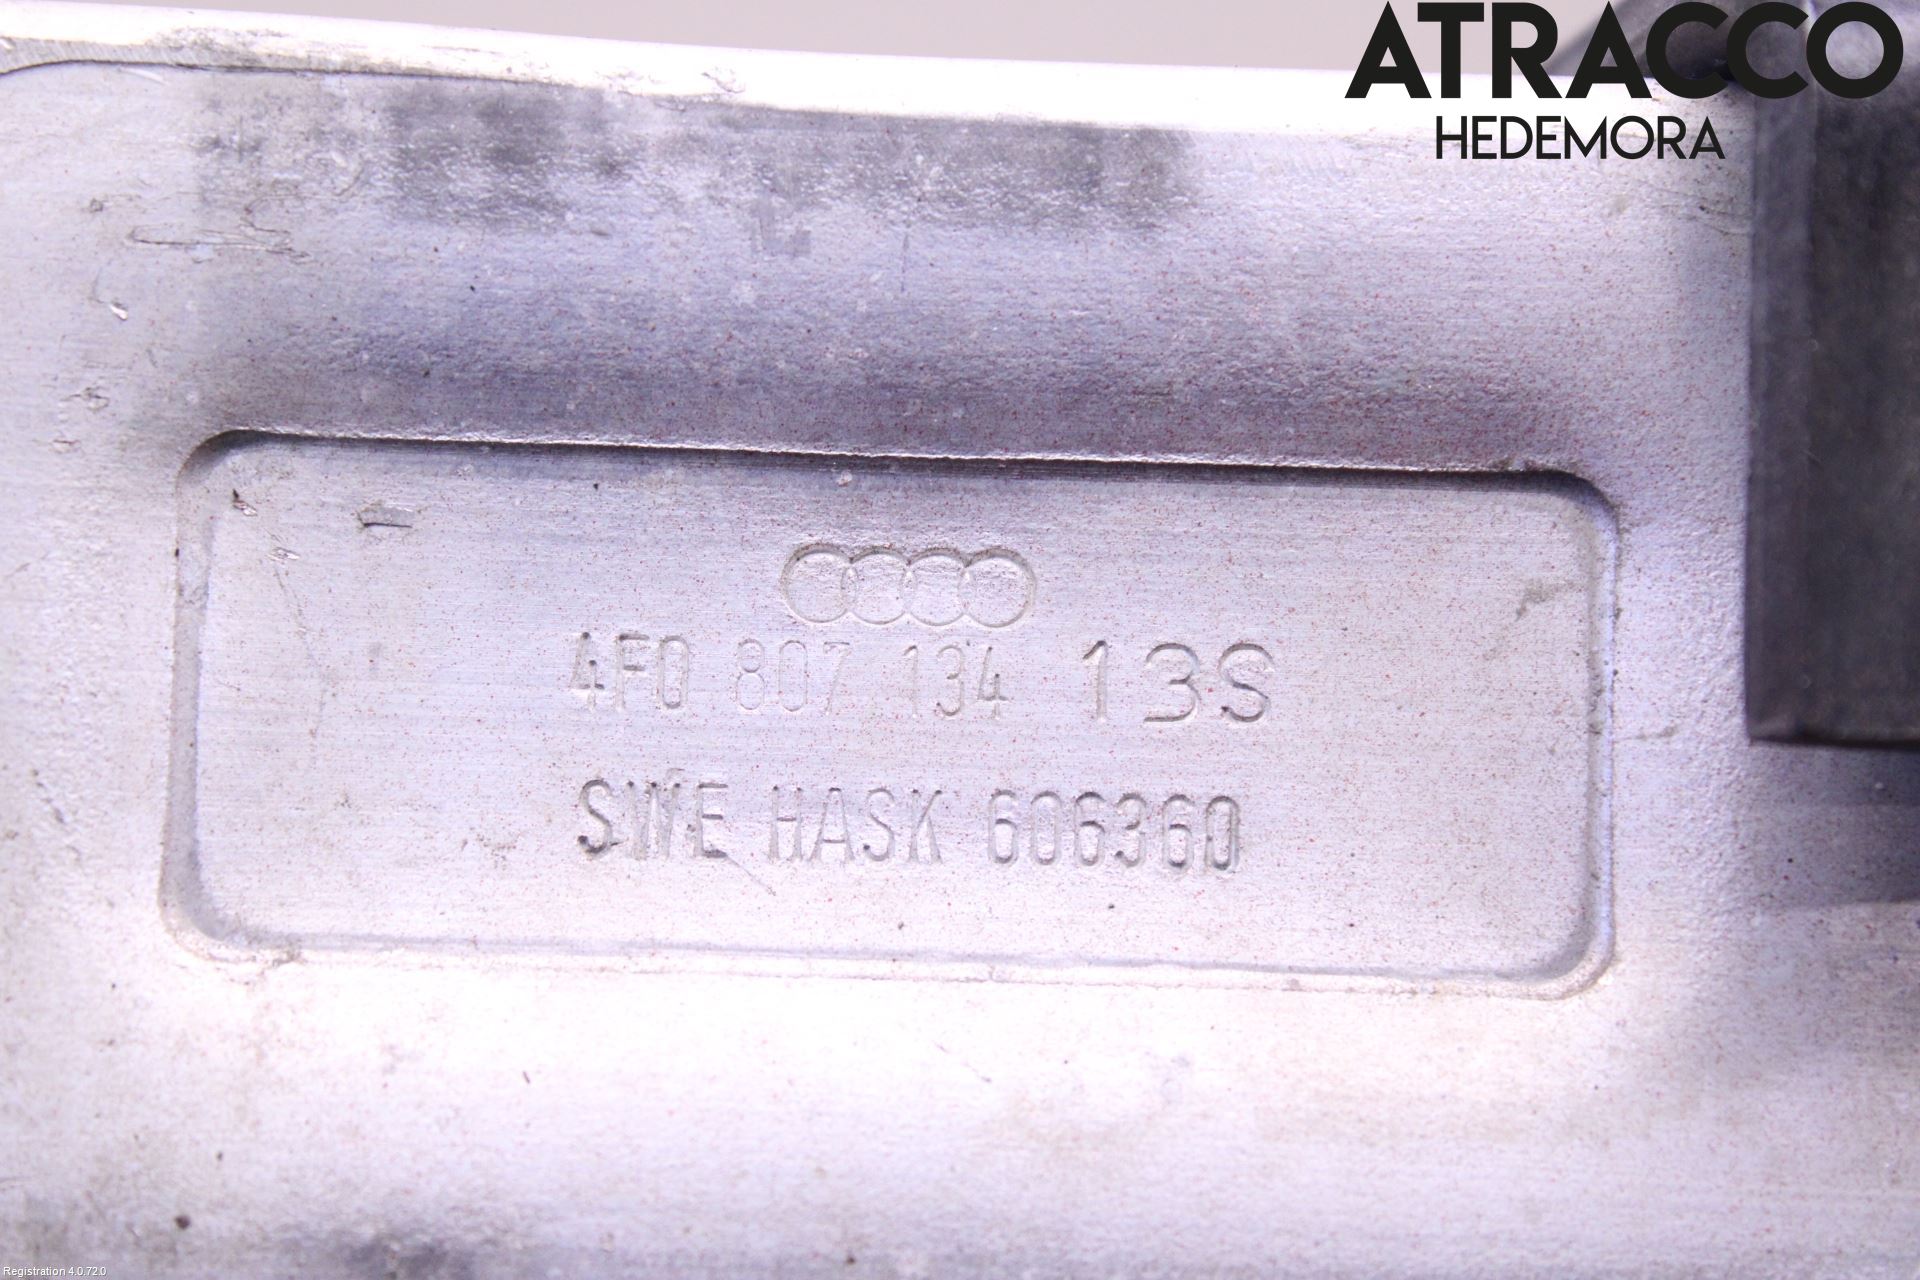 ATRACCO
HEDEMORA
4F0 807 134 13S
SWE HASK 606360
Registration 4.0.72.0